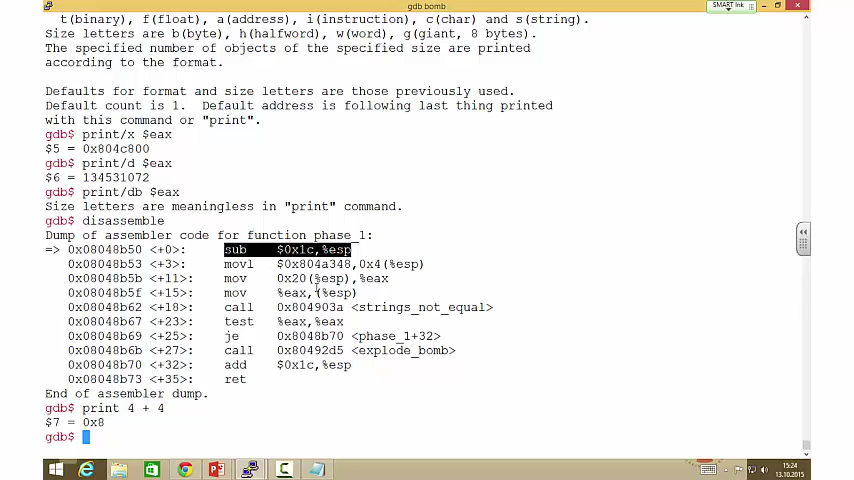 gdb bomb
SMART Ink
t(binary), f(float), a(address), i(instruction), c(char) and s(string).
Size letters are b(byte), h(halfword), w(word), g(giant, 8 bytes).
The specified number of objects of the specified size are printed
according to the format.
Defaults for format and size letters are those previously used.
Default count is 1.  Default address is following last thing printed
with this command or "print".
gdb$ print/x $eax
$5 = 0x804c800
gdb$ print/d $eax
$6 = 134531072
gdb$ print/db $eax
Size letters are meaningless in "print" command.
gdb$ disassemble
Dump of assembler code for function phase_1:
=> 0x08048b50 <+0>:     sub    $0x1c,%esp
0x08048b53 <+3>:     movl   $0x804a348,0x4(%esp)
0x08048b5b <+11>:    mov    0x20(%esp),%eax
0x08048b5f <+15>:    mov    %eax,(%esp)
0x08048b62 <+18>:    call   0x804903a <strings_not_equal>
0x08048b67 <+23>:    test   %eax,%eax
0x08048b69 <+25>:    je     0x8048b70 <phase_1+32>
0x08048b6b <+27>:    call   0x80492d5 <explode_bomb>
0x08048b70 <+32>:    add    $0x1c,%esp
0x08048b73 <+35>:    ret
End of assembler dump.
gdb$ print 4 + 4
$7 = 0x8
gdb$
15:24
13.10.2015